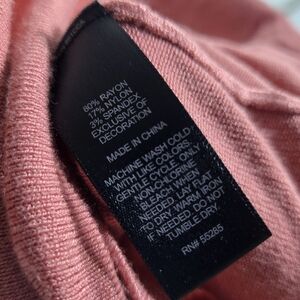 80% RAYON
17% NYLON
3% SPANDEX
EXCLUSIVE OF
DECORATION
MADE IN CHINA
MACHINE WASH COLD
WITH LIKE COLORS.
GENTLE CYCLE. ONLY
NON-CHLORINE
BLEACH WHEN
NEEDED. LAY FLAT
TO DRY. WARM IRON
IF NEEDED. DO NOT
TUMBLE DRY.
RN# 55285